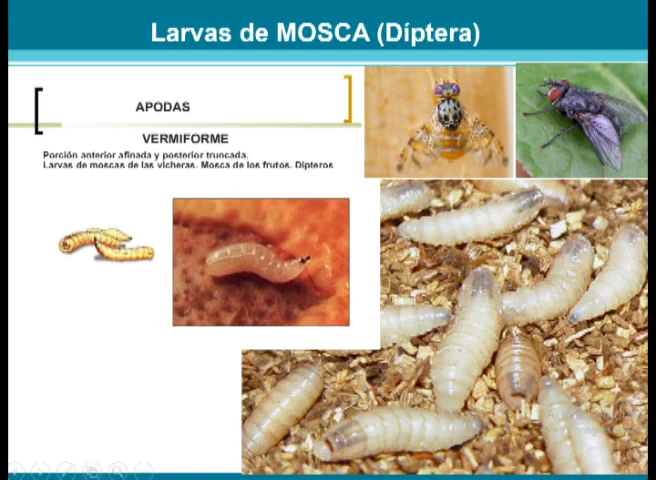 Larvas de MOSCA (Díptera)
APODAS
VERMIFORME
Porción anterior afinada y posterior truncada.
Larvas de moscas de las vicheras. Mosca de los frutos. Dípteros